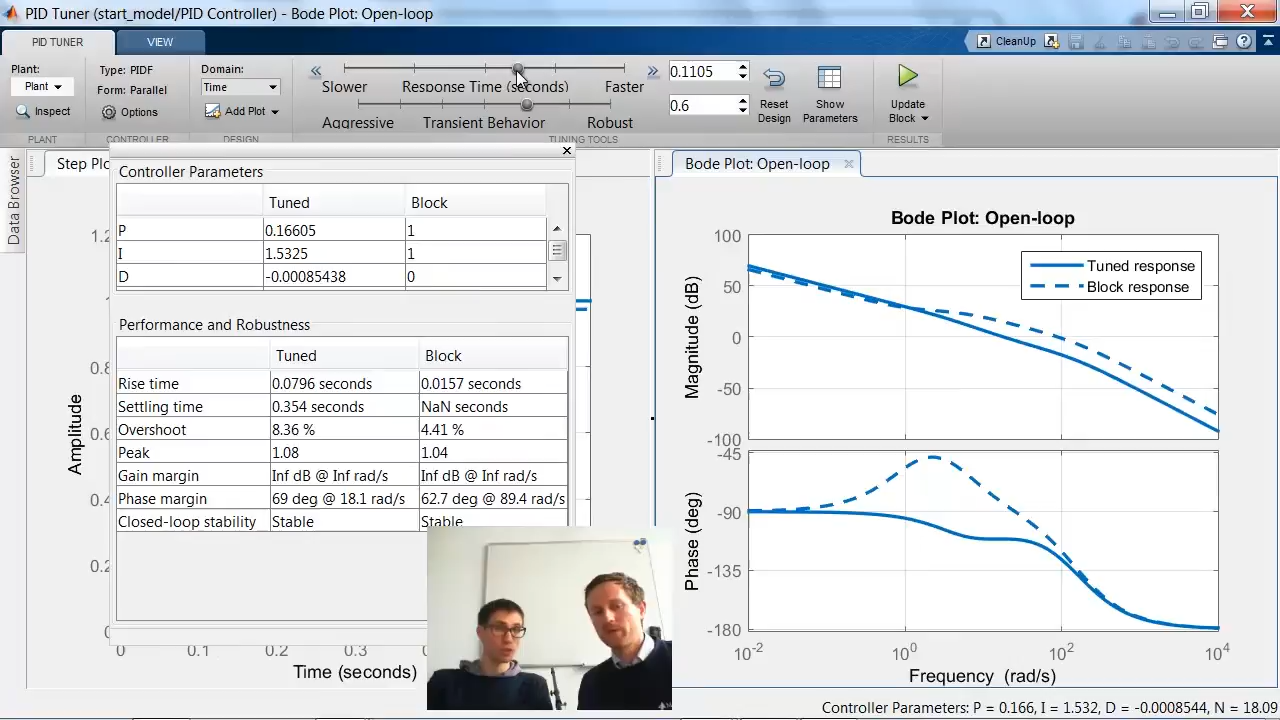 PID Tuner (start_model/PID Controller) - Bode Plot: Open-loop
PID TUNER
VIEW
CleanUp
Plant:
Plant
Inspect
PLANT
Type: PIDF
Form: Parallel
Options
CONTROLLER
Domain:
Time
Add Plot
DESIGN
Slower
Response Time (seconds)
Faster
Aggressive
Transient Behavior
Robust
0.1105
0.6
Reset
Design
Show
Parameters
TUNING TOOLS
Update
Block
RESULTS
Data Browser
Step Plo
Controller Parameters
Tuned Block
P 0.16605 1
I 1.5325 1
D -0.00085438 0
Performance and Robustness
Tuned Block
Rise time 0.0796 seconds 0.0157 seconds
Settling time 0.354 seconds NaN seconds
Overshoot 8.36 % 4.41 %
Peak 1.08 1.04
Gain margin Inf dB @ Inf rad/s Inf dB @ Inf rad/s
Phase margin 69 deg @ 18.1 rad/s 62.7 deg @ 89.4 rad/s
Closed-loop stability Stable Stable
Amplitude
1.2
0.8
0.6
0.4
0.2
0
0 0.1 0.2 0.3
Time (seconds)
Bode Plot: Open-loop
Bode Plot: Open-loop
Tuned response
Block response
Magnitude (dB)
100
50
0
-50
-100
Phase (deg)
-45
-90
-135
-180
10-2 100 102 104
Frequency (rad/s)
Controller Parameters: P = 0.166, I = 1.532, D = -0.0008544, N = 18.09